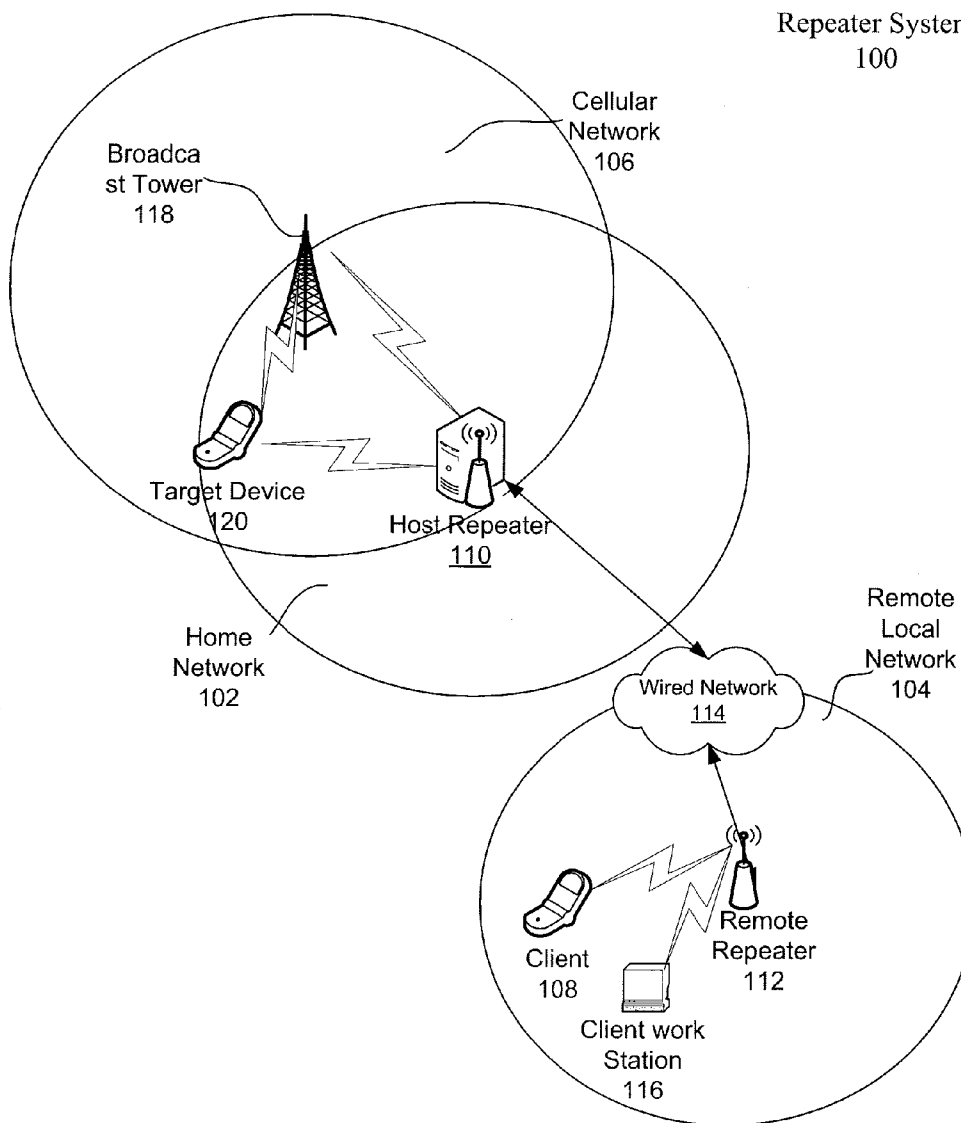 Repeater System
100
Cellular
Network
106
Broadca
st Tower
118
Target Device
120
Host Repeater
110
Home
Network
102
Remote
Local
Network
104
Wired Network
114
Remote
Repeater
112
Client
108
Client work
Station
116